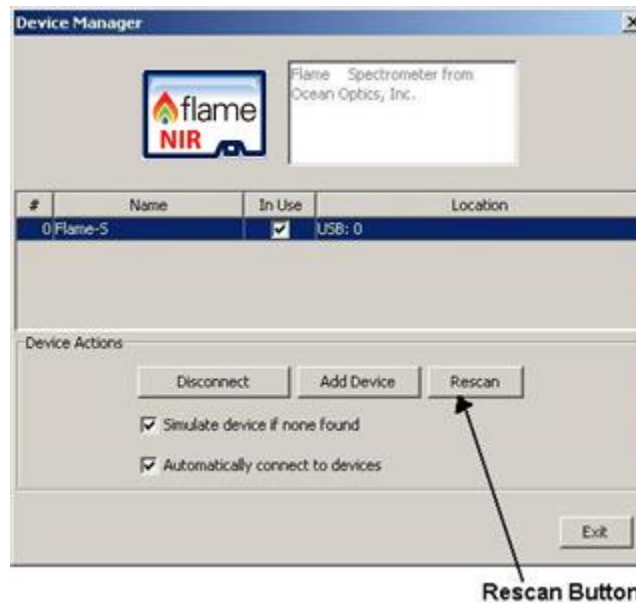 Device Manager
flame
NIR
Flame Spectrometer from
Ocean Optics, Inc.
# Name In Use Location
0 Flame-S USB: 0
Device Actions
Disconnect Add Device Rescan
Simulate device if none found
Automatically connect to devices
Exit
Rescan Button